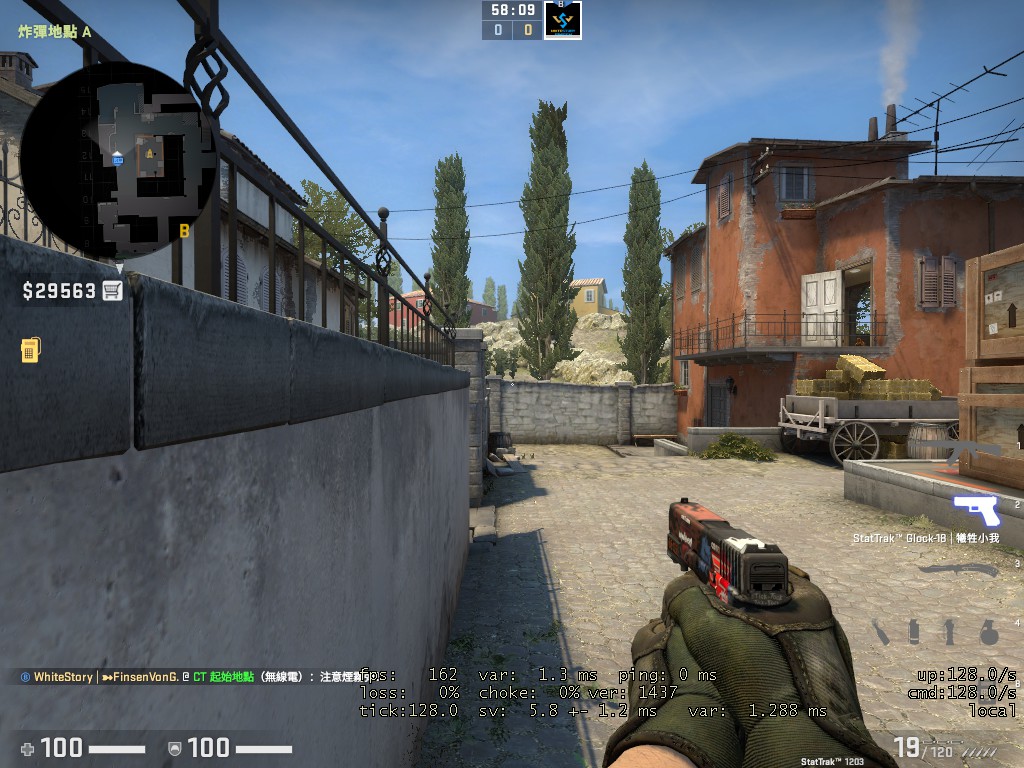 58:09
0 0
炸彈地點 A
B
$29563
1
2
StatTrak™ Glock-18 | 犧牲小我
3
4
WhiteStory | ➳FinsenVonG. @ CT 起始地點 (無線電): 注意煙
fps: 162 var: 1.3 ms ping: 0 ms
loss: 0% choke: 0% ver: 1437
tick:128.0 sv: 5.8 +- 1.2 ms var: 1.288 ms
up:128.0/s
cmd:128.0/s
local
100 100
19 / 120
StatTrak™ 1203